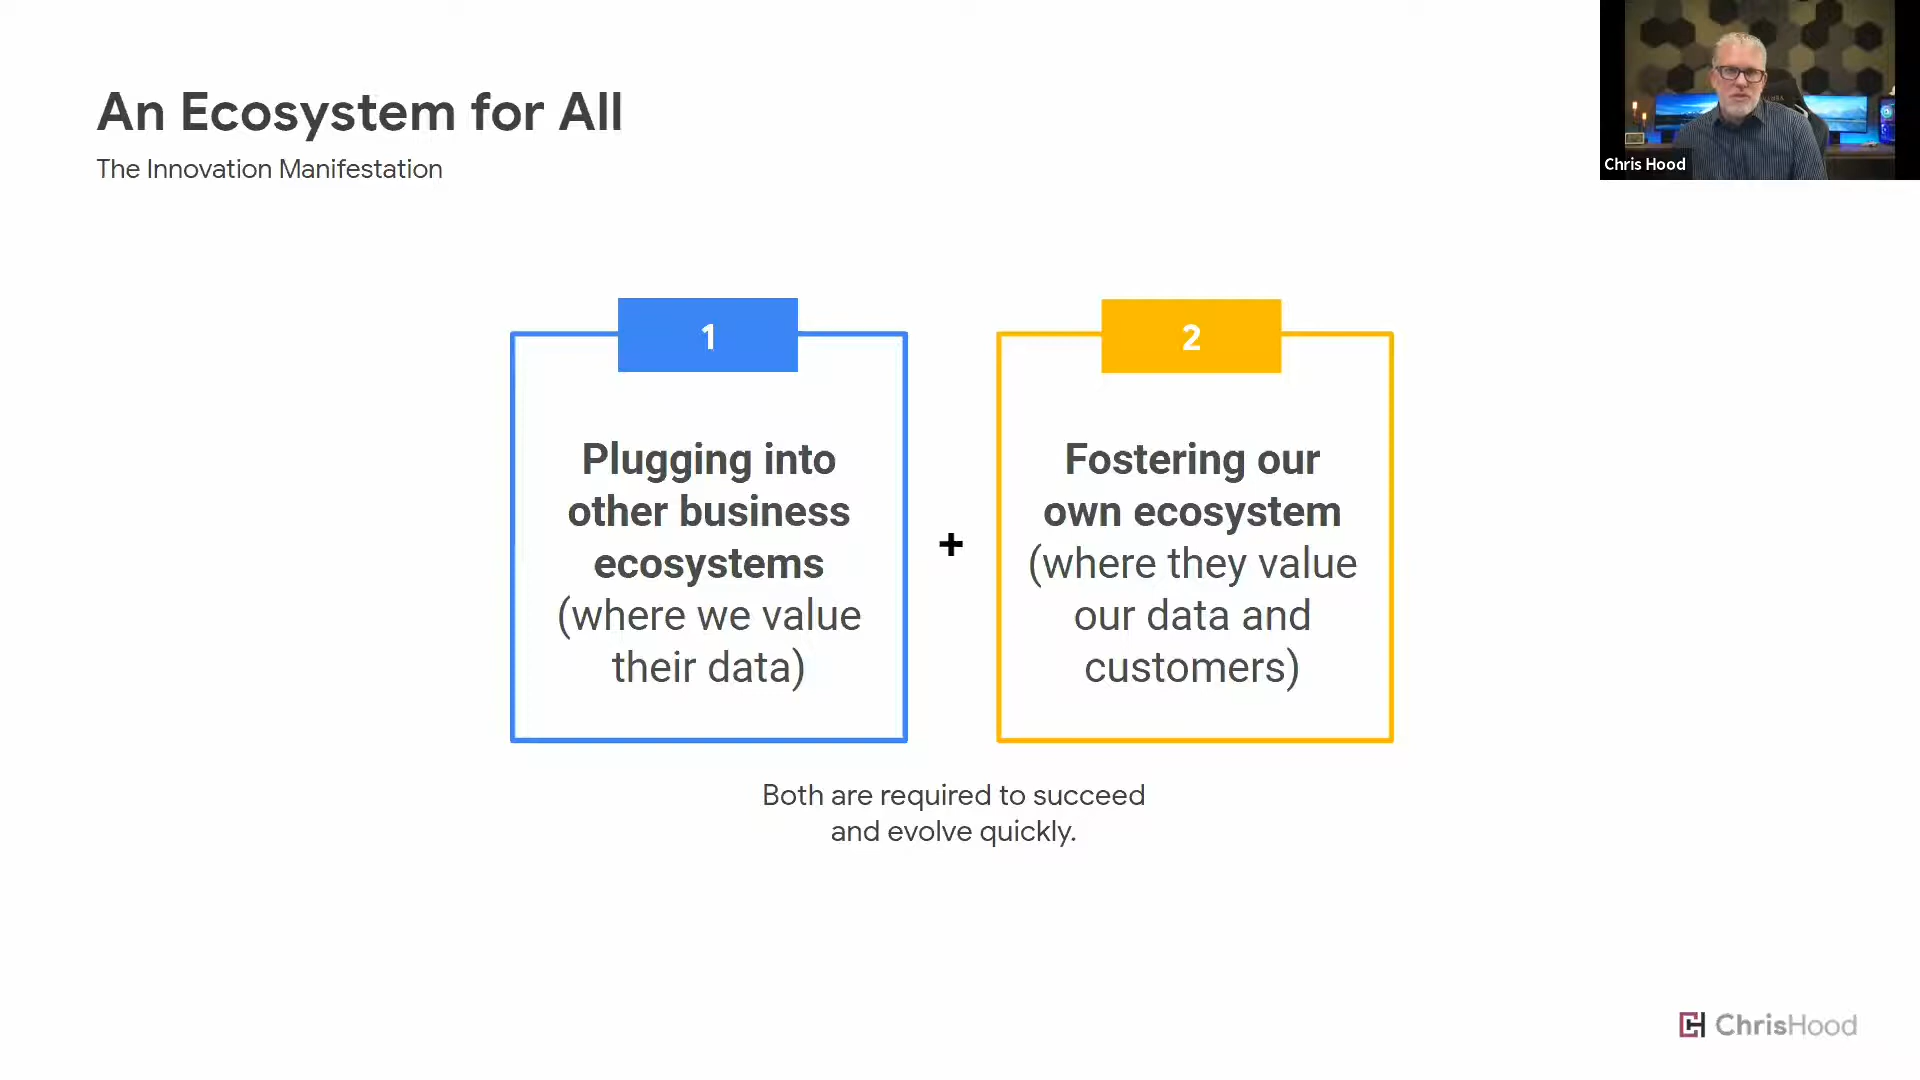 An Ecosystem for All
The Innovation Manifestation
Chris Hood
1
Plugging into
other business
ecosystems
(where we value
their data)
+
2
Fostering our
own ecosystem
(where they value
our data and
customers)
Both are required to succeed
and evolve quickly.
ChrisHood